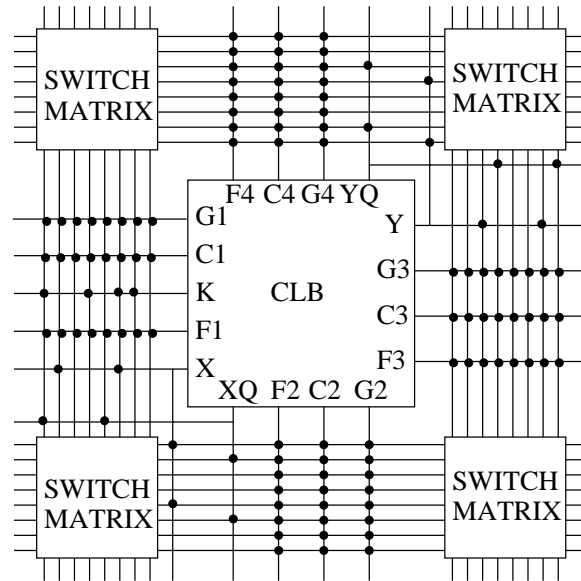 SWITCH
MATRIX
SWITCH
MATRIX
F4 C4 G4 YQ
G1
Y
C1
G3
K
CLB
C3
F1
F3
X
XQ F2 C2 G2
SWITCH
MATRIX
SWITCH
MATRIX